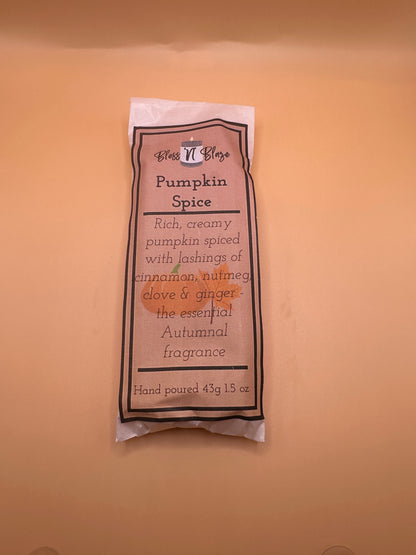 Bless 'N' Blaze
Pumpkin
Spice
Rich, creamy
pumpkin spiced
with lashings of
cinnamon, nutmeg,
clove & ginger -
the essential
Autumnal
fragrance
Hand poured 43g 1.5 oz